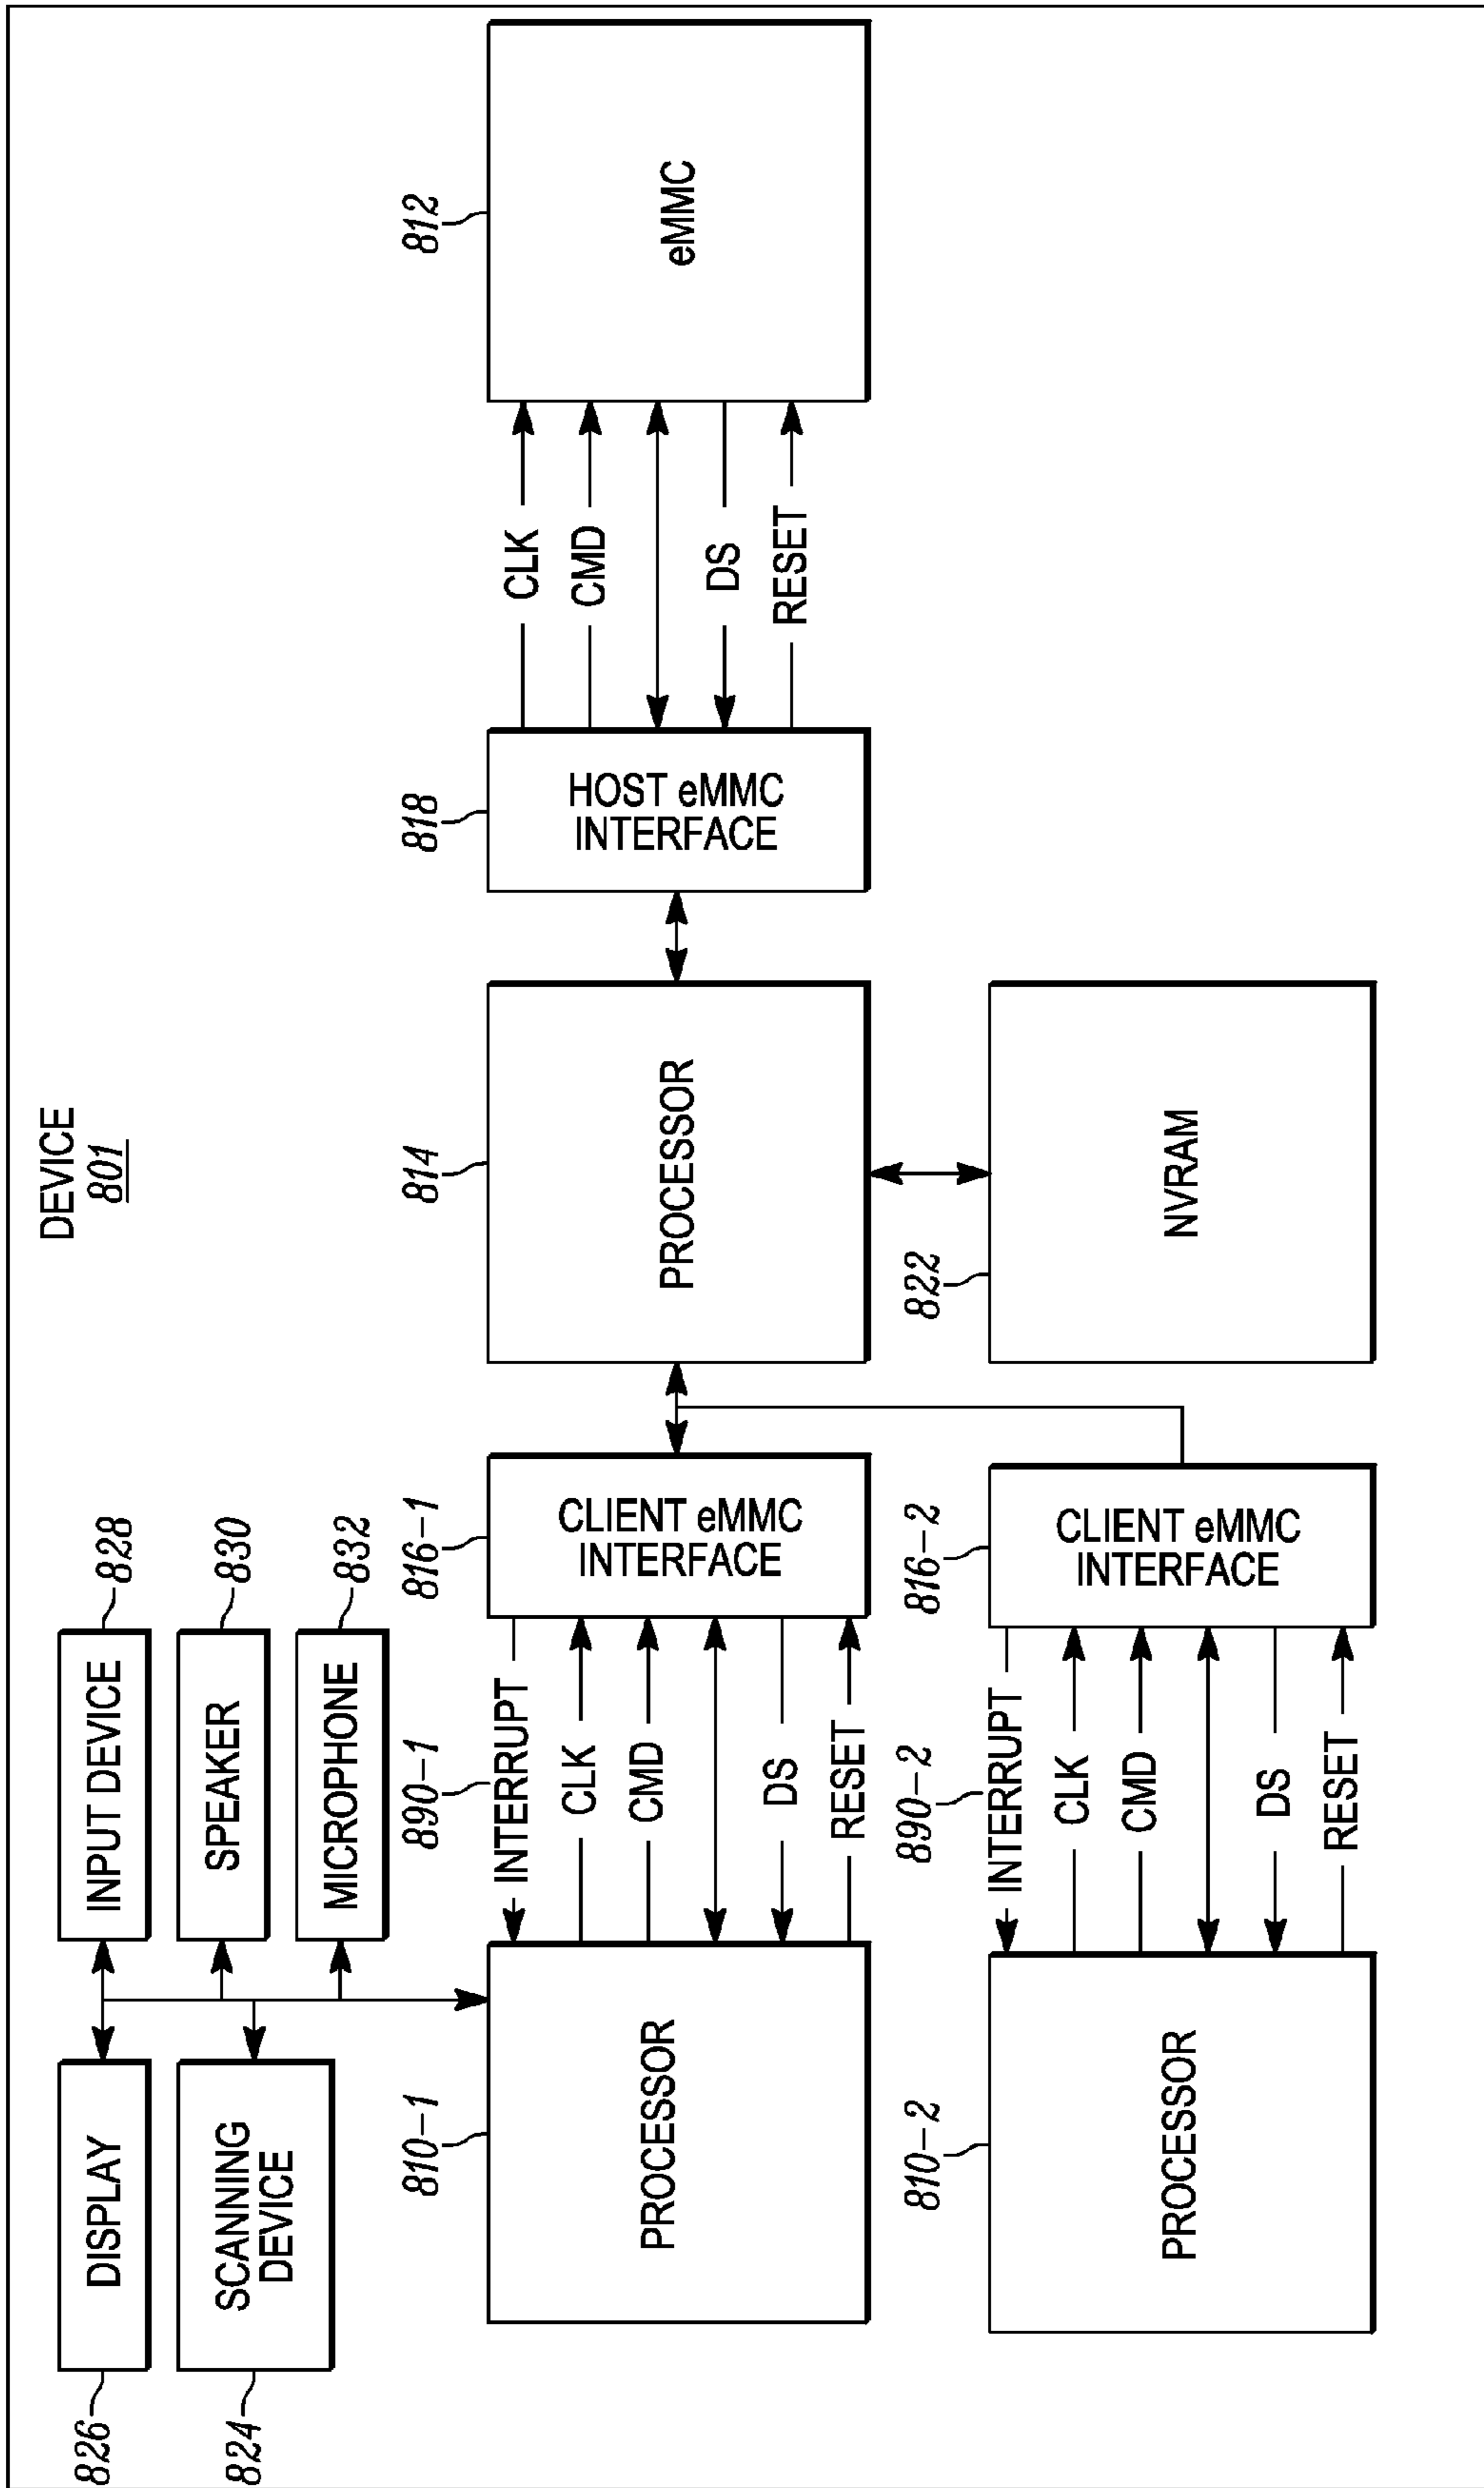 DEVICE
801
826
DISPLAY
INPUT DEVICE
828
824
SCANNING
DEVICE
SPEAKER
830
MICROPHONE
832
810-1
PROCESSOR
890-1
INTERRUPT
CLK
CMD
DS
RESET
816-1
CLIENT eMMC
INTERFACE
814
PROCESSOR
818
HOST eMMC
INTERFACE
CLK
CMD
DS
RESET
812
eMMC
810-2
PROCESSOR
890-2
INTERRUPT
CLK
CMD
DS
RESET
816-2
CLIENT eMMC
INTERFACE
822
NVRAM